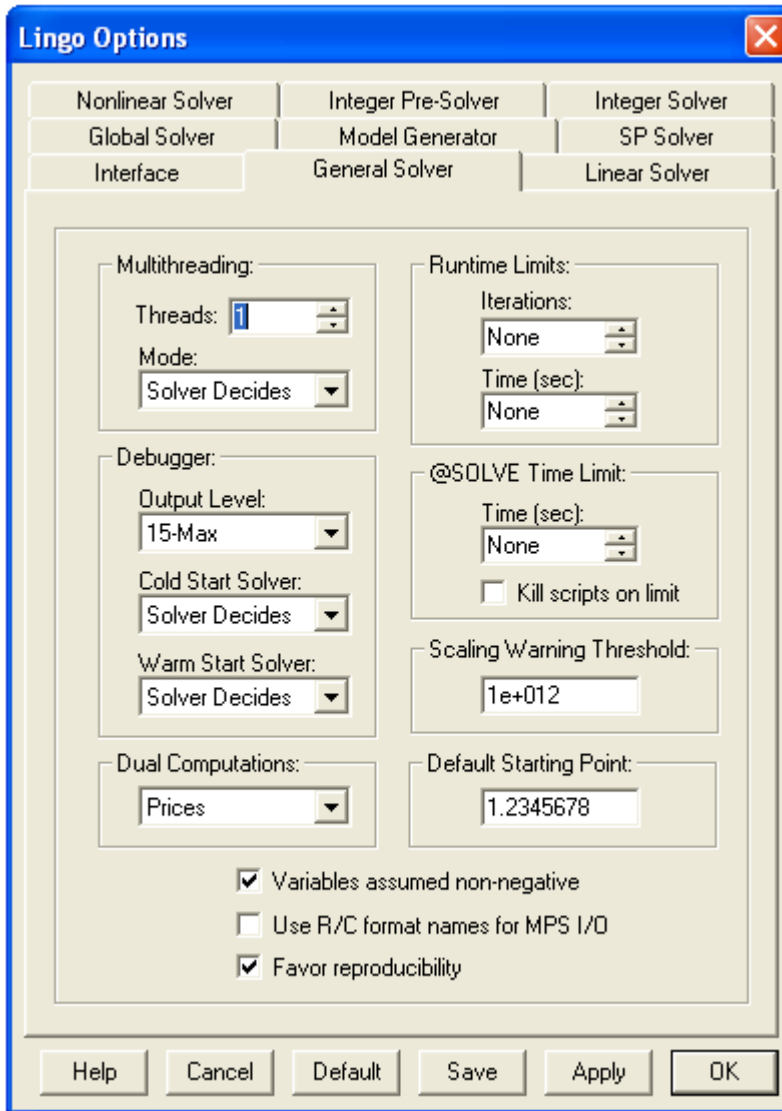 Lingo Options
Nonlinear Solver
Integer Pre-Solver
Integer Solver
Global Solver
Model Generator
SP Solver
Interface
General Solver
Linear Solver
Multithreading:
Threads: 1
Mode:
Solver Decides
Debugger:
Output Level:
15-Max
Cold Start Solver:
Solver Decides
Warm Start Solver:
Solver Decides
Dual Computations:
Prices
Runtime Limits:
Iterations:
None
Time (sec):
None
@SOLVE Time Limit:
Time (sec):
None
Kill scripts on limit
Scaling Warning Threshold:
1e+012
Default Starting Point:
1.2345678
Variables assumed non-negative
Use R/C format names for MPS I/O
Favor reproducibility
Help
Cancel
Default
Save
Apply
OK